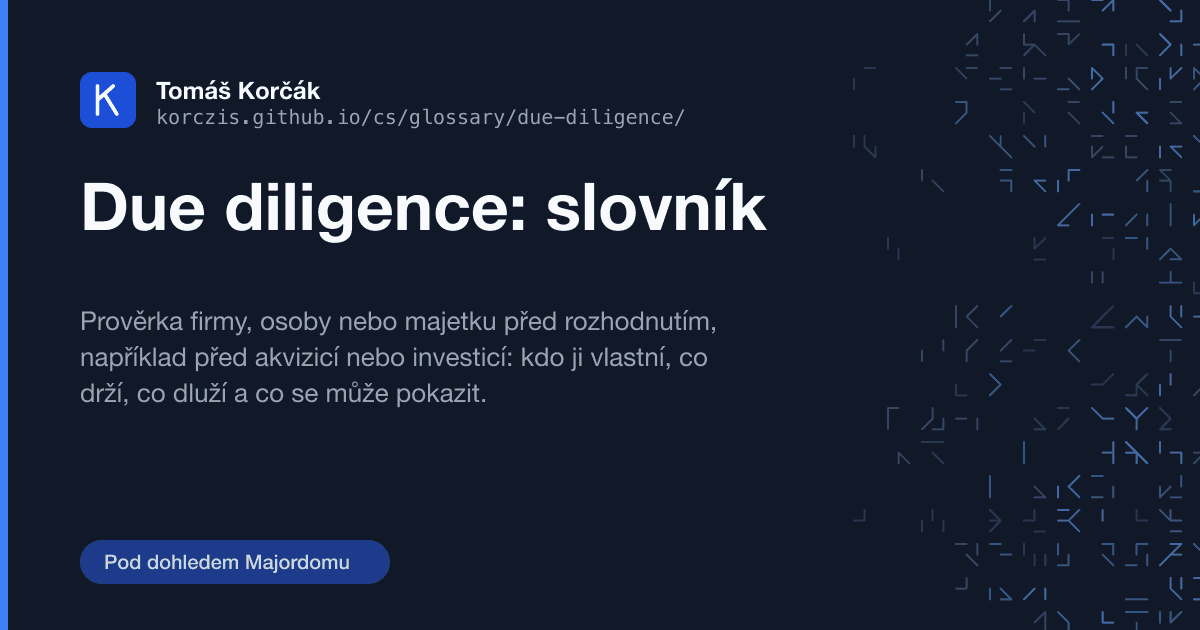 Tomáš Korčák
korczis.github.io/cs/glossary/due-diligence/
Due diligence: slovník
Prověrka firmy, osoby nebo majetku před rozhodnutím,
například před akvizicí nebo investicí: kdo ji vlastní, co
drží, co dluží a co se může pokazit.
Pod dohledem Majordomu